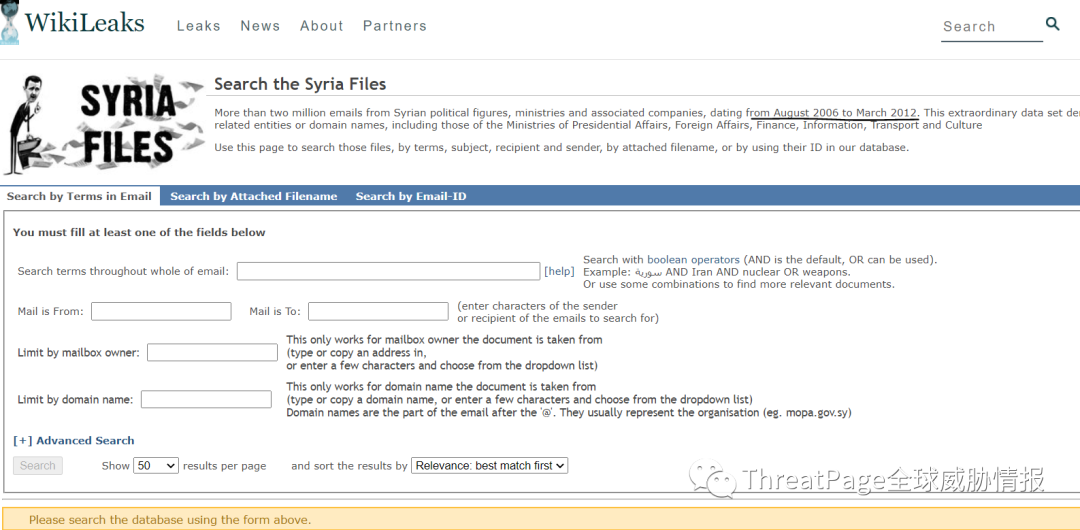 WikiLeaks
Leaks News About Partners
Search
SYRIA
FILES
Search the Syria Files
More than two million emails from Syrian political figures, ministries and associated companies, dating from August 2006 to March 2012. This extraordinary data set
related entities or domain names, including those of the Ministries of Presidential Affairs, Foreign Affairs, Finance, Information, Transport and Culture
Use this page to search those files, by terms, subject, recipient and sender, by attached filename, or by using their ID in our database.
Search by Terms in Email Search by Attached Filename Search by Email-ID
You must fill at least one of the fields below
Search terms throughout whole of email: [help]
Search with boolean operators (AND is the default, OR can be used).
Example: سورية AND Iran AND nuclear OR weapons.
Or use some combinations to find more relevant documents.
Mail is From: Mail is To:
(enter characters of the sender
or recipient of the emails to search for)
Limit by mailbox owner:
This only works for mailbox owner the document is taken from
(type or copy an address in,
or enter a few characters and choose from the dropdown list)
Limit by domain name:
This only works for domain name the document is taken from
(type or copy a domain name, or enter a few characters and choose from the dropdown list)
Domain names are the part of the email after the '@'. They usually represent the organisation (eg. mopa.gov.sy)
[+] Advanced Search
Search Show 50 results per page and sort the results by Relevance: best match first
ThreatPage全球威胁情报
Please search the database using the form above.